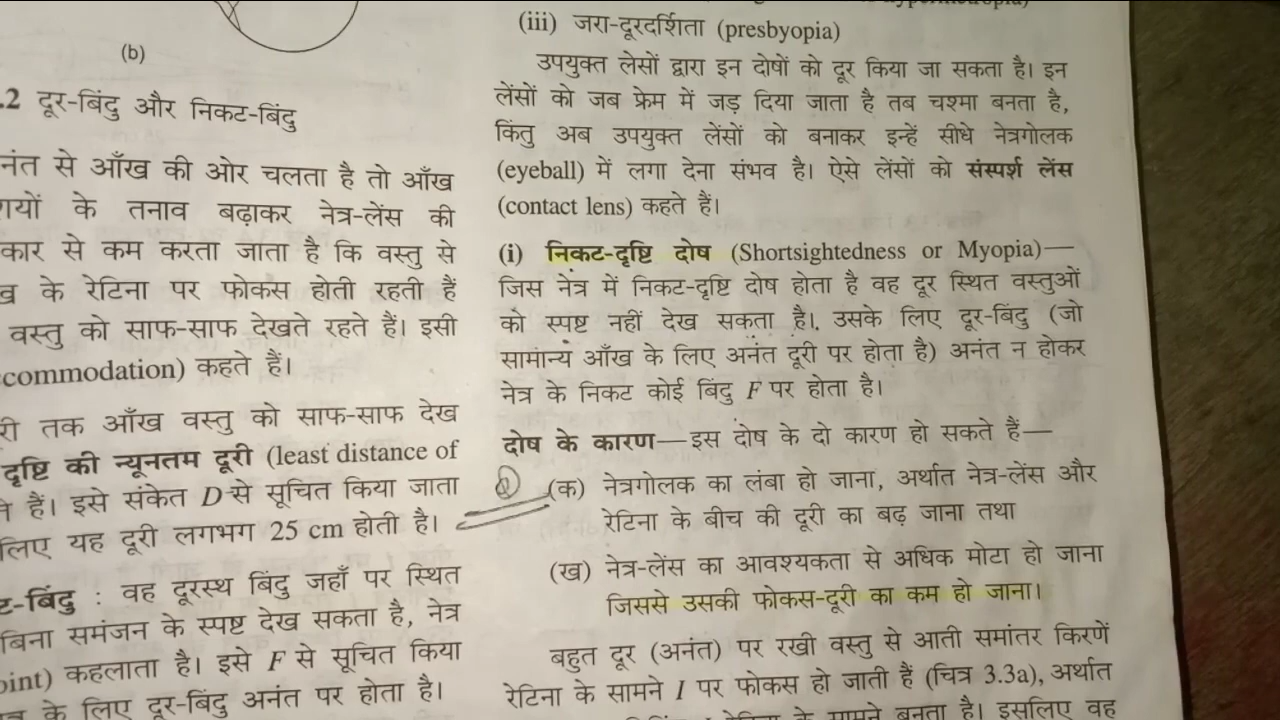 (b)
.2 दूर-बिंदु और निकट-बिंदु
नंत से आँख की ओर चलता है तो आँख
के तनाव बढ़ाकर नेत्र-लेंस की
कार से कम करता जाता है कि वस्तु से
के रेटिना पर फोकस होती रहती हैं
वस्तु को साफ-साफ देखते रहते हैं। इसी
commodation) कहते हैं।
री तक आँख वस्तु को साफ-साफ देख
दृष्टि की न्यूनतम दूरी (least distance of
हैं। इसे संकेत D से सूचित किया जाता
लिए यह दूरी लगभग 25 cm होती है।
ट-बिंदु : वह दूरस्थ बिंदु जहाँ पर स्थित
बिना समंजन के स्पष्ट देख सकता है, नेत्र
oint) कहलाता है। इसे F से सूचित किया
के लिए दूर-बिंदु अनंत पर होता है।
(iii) जरा-दूरदर्शिता (presbyopia)
उपयुक्त लेंसों द्वारा इन दोषों को दूर किया जा सकता है। इन
लेंसों को जब फ्रेम में जड़ दिया जाता है तब चश्मा बनता है,
किंतु अब उपयुक्त लेंसों को बनाकर इन्हें सीधे नेत्रगोलक
(eyeball) में लगा देना संभव है। ऐसे लेंसों को संस्पर्श लेंस
(contact lens) कहते हैं।
(i) निकट-दृष्टि दोष (Shortsightedness or Myopia)—
जिस नेत्र में निकट-दृष्टि दोष होता है वह दूर स्थित वस्तुओं
को स्पष्ट नहीं देख सकता है। उसके लिए दूर-बिंदु (जो
सामान्य आँख के लिए अनंत दूरी पर होता है) अनंत न होकर
नेत्र के निकट कोई बिंदु F पर होता है।
दोष के कारण—इस दोष के दो कारण हो सकते हैं—
(क) नेत्रगोलक का लंबा हो जाना, अर्थात नेत्र-लेंस और
रेटिना के बीच की दूरी का बढ़ जाना तथा
(ख) नेत्र-लेंस का आवश्यकता से अधिक मोटा हो जाना
जिससे उसकी फोकस-दूरी का कम हो जाना।
बहुत दूर (अनंत) पर रखी वस्तु से आती समांतर किरणें
रेटिना के सामने I पर फोकस हो जाती हैं (चित्र 3.3a), अर्थात
के सामने बनता है। इसलिए वह